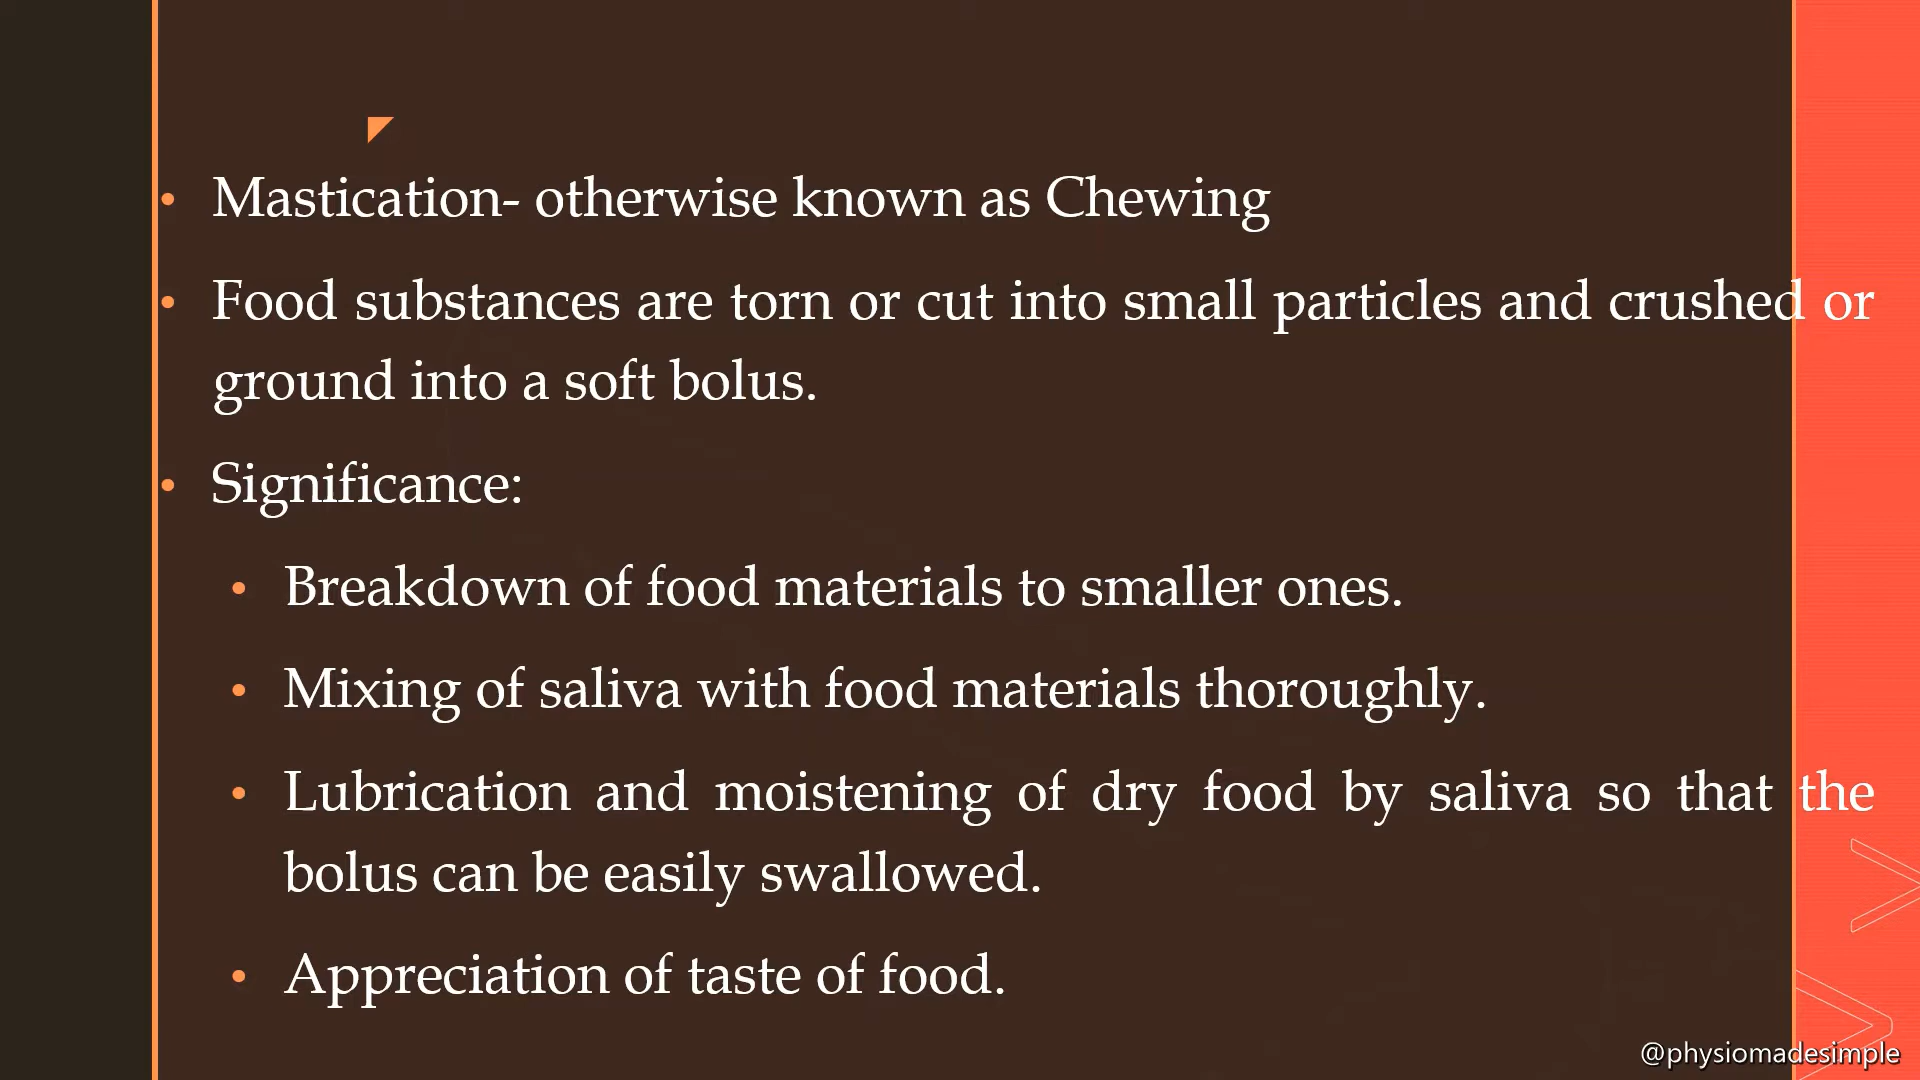 • Mastication- otherwise known as Chewing
• Food substances are torn or cut into small particles and crushed or
ground into a soft bolus.
• Significance:
• Breakdown of food materials to smaller ones.
• Mixing of saliva with food materials thoroughly.
• Lubrication and moistening of dry food by saliva so that the
bolus can be easily swallowed.
• Appreciation of taste of food.
@physiomadesimple